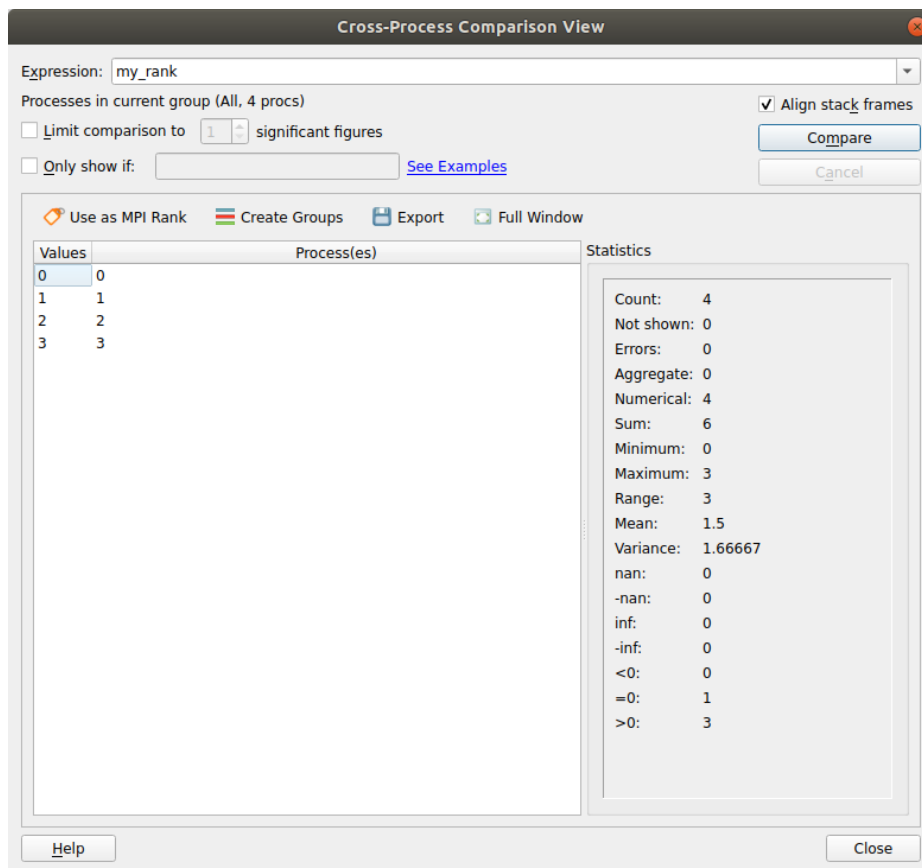 Cross-Process Comparison View
Expression: my_rank
Processes in current group (All, 4 procs)
Align stack frames
Limit comparison to 1 significant figures
Compare
Only show if: See Examples
Cancel
Use as MPI Rank Create Groups Export Full Window
Values Process(es)
0 0
1 1
2 2
3 3
Statistics
Count: 4
Not shown: 0
Errors: 0
Aggregate: 0
Numerical: 4
Sum: 6
Minimum: 0
Maximum: 3
Range: 3
Mean: 1.5
Variance: 1.66667
nan: 0
-nan: 0
inf: 0
-inf: 0
<0: 0
=0: 1
>0: 3
Help Close